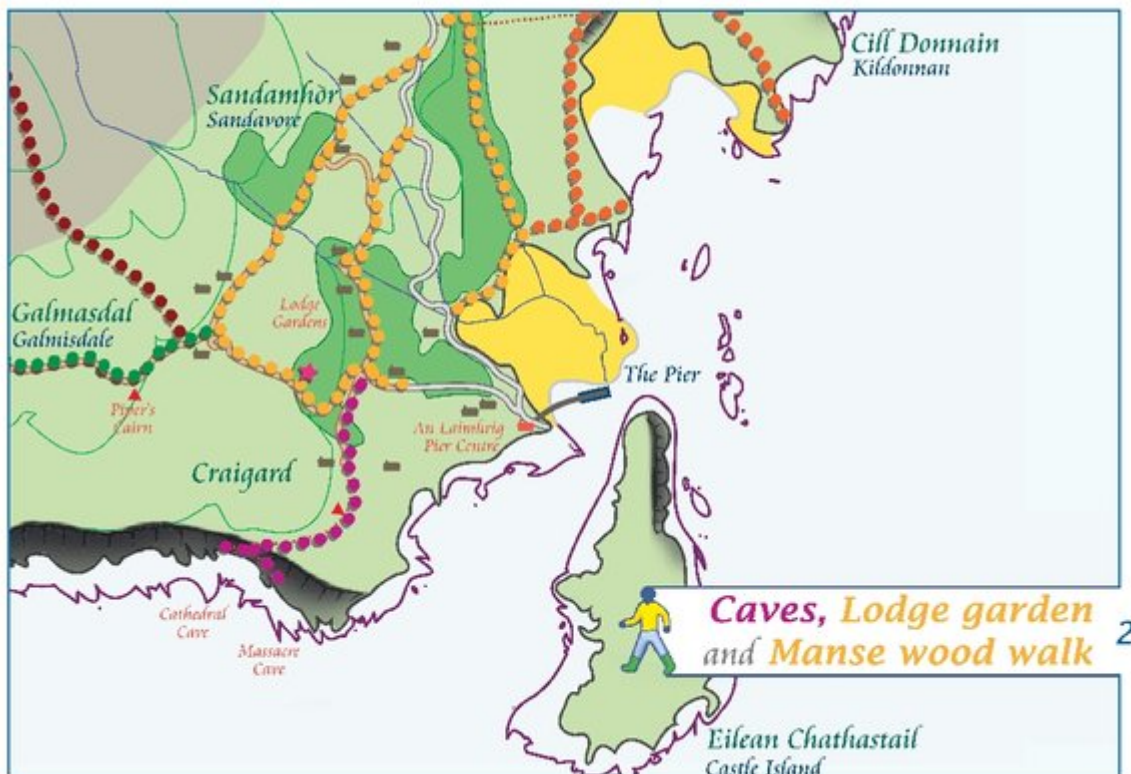 Cill Donnain
Kildonnan
Sandamhòr
Sandavore
Galmasdal
Galmisdale
Lodge
Gardens
The Pier
Piper's
Cairn
An Laimhrig
Pier Centre
Craigard
Cathedral
Cave
Massacre
Cave
Caves, Lodge garden
and Manse wood walk
2
Eilean Chathastail
Castle Island